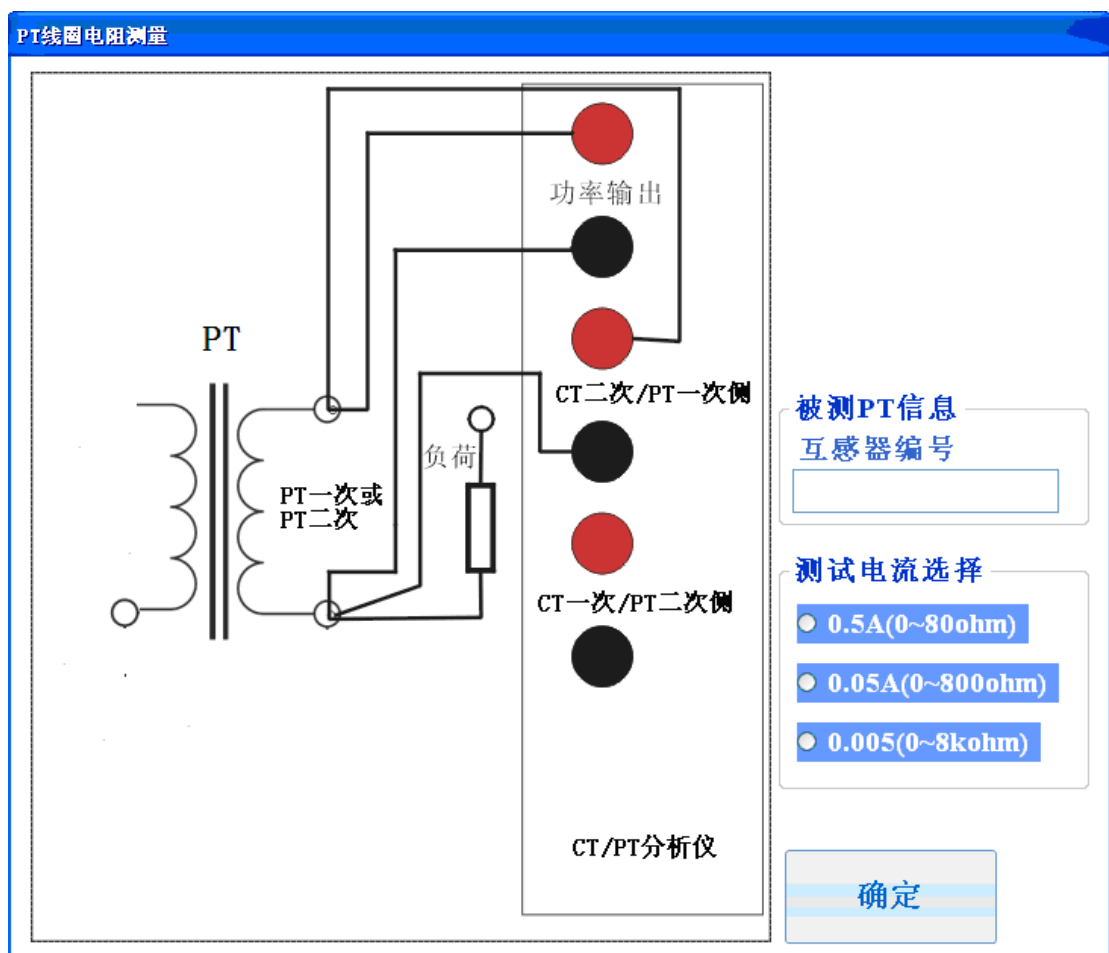 PT线圈电阻测量
功率输出
PT
CT二次/PT一次侧
负荷
PT一次或
PT二次
CT一次/PT二次侧
CT/PT分析仪
被测PT信息
互感器编号
测试电流选择
0.5A(0~80ohm)
0.05A(0~800ohm)
0.005(0~8kohm)
确定